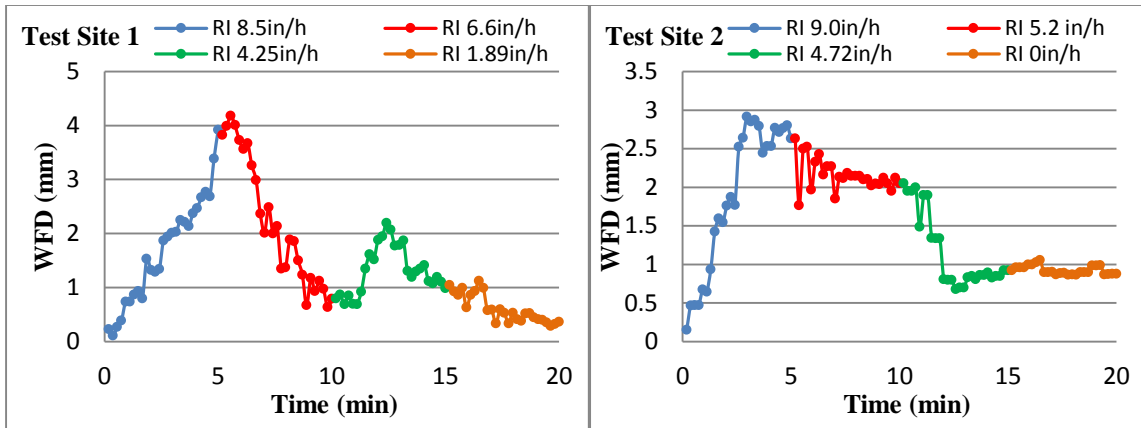 Test Site 1
RI 8.5in/h RI 6.6in/h
RI 4.25in/h RI 1.89in/h
WFD (mm)
5
4
3
2
1
0
0 5 10 15 20
Time (min)
Test Site 2
RI 9.0in/h RI 5.2 in/h
RI 4.72in/h RI 0in/h
WFD (mm)
3.5
3
2.5
2
1.5
1
0.5
0
0 5 10 15 20
Time (min)